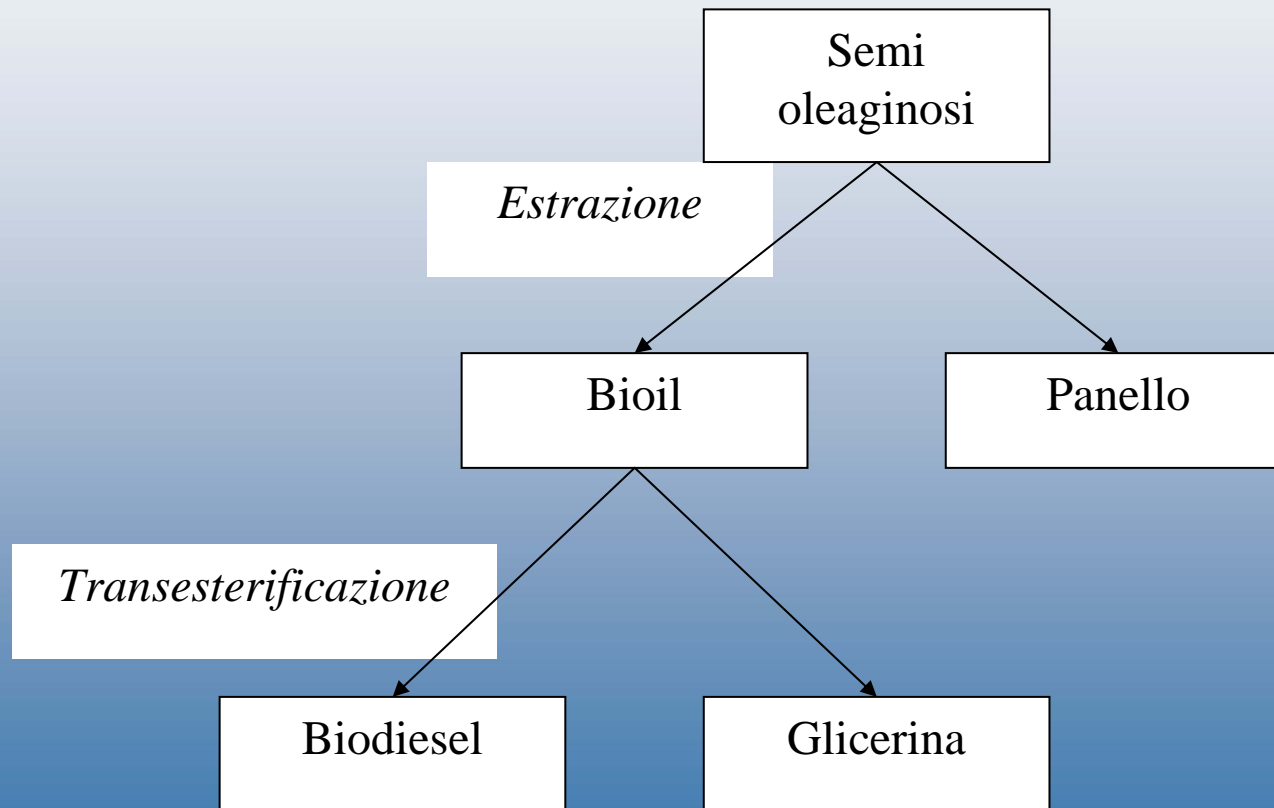 Semi
oleaginosi
Estrazione
Bioil
Panello
Transesterificazione
Biodiesel
Glicerina